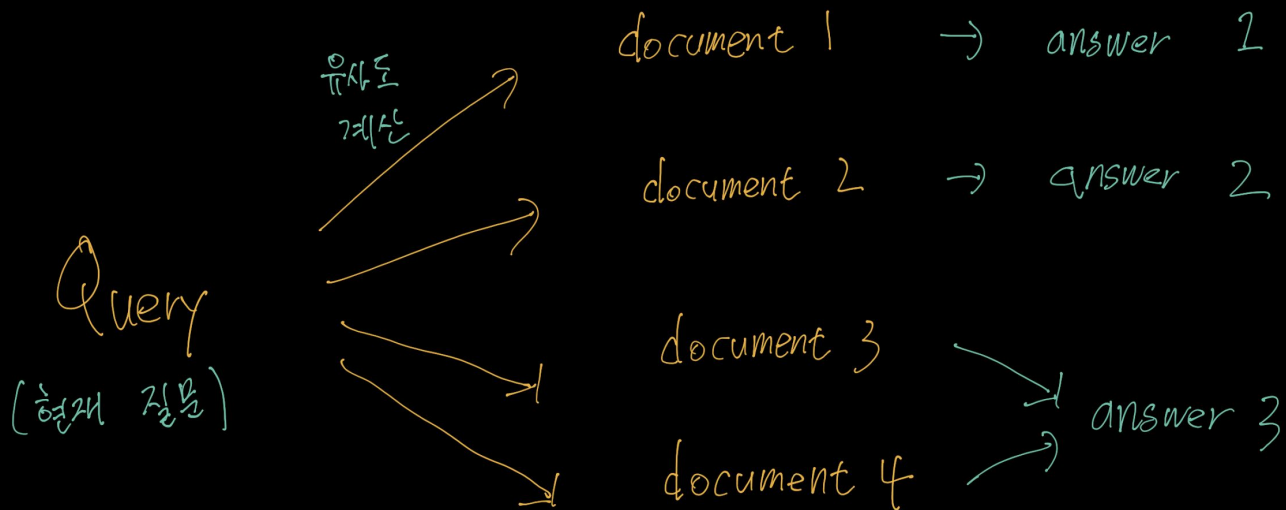 document 1 → answer 1
유사도
계산
document 2 → answer 2
Query
(현재 질문)
document 3
answer 3
document 4